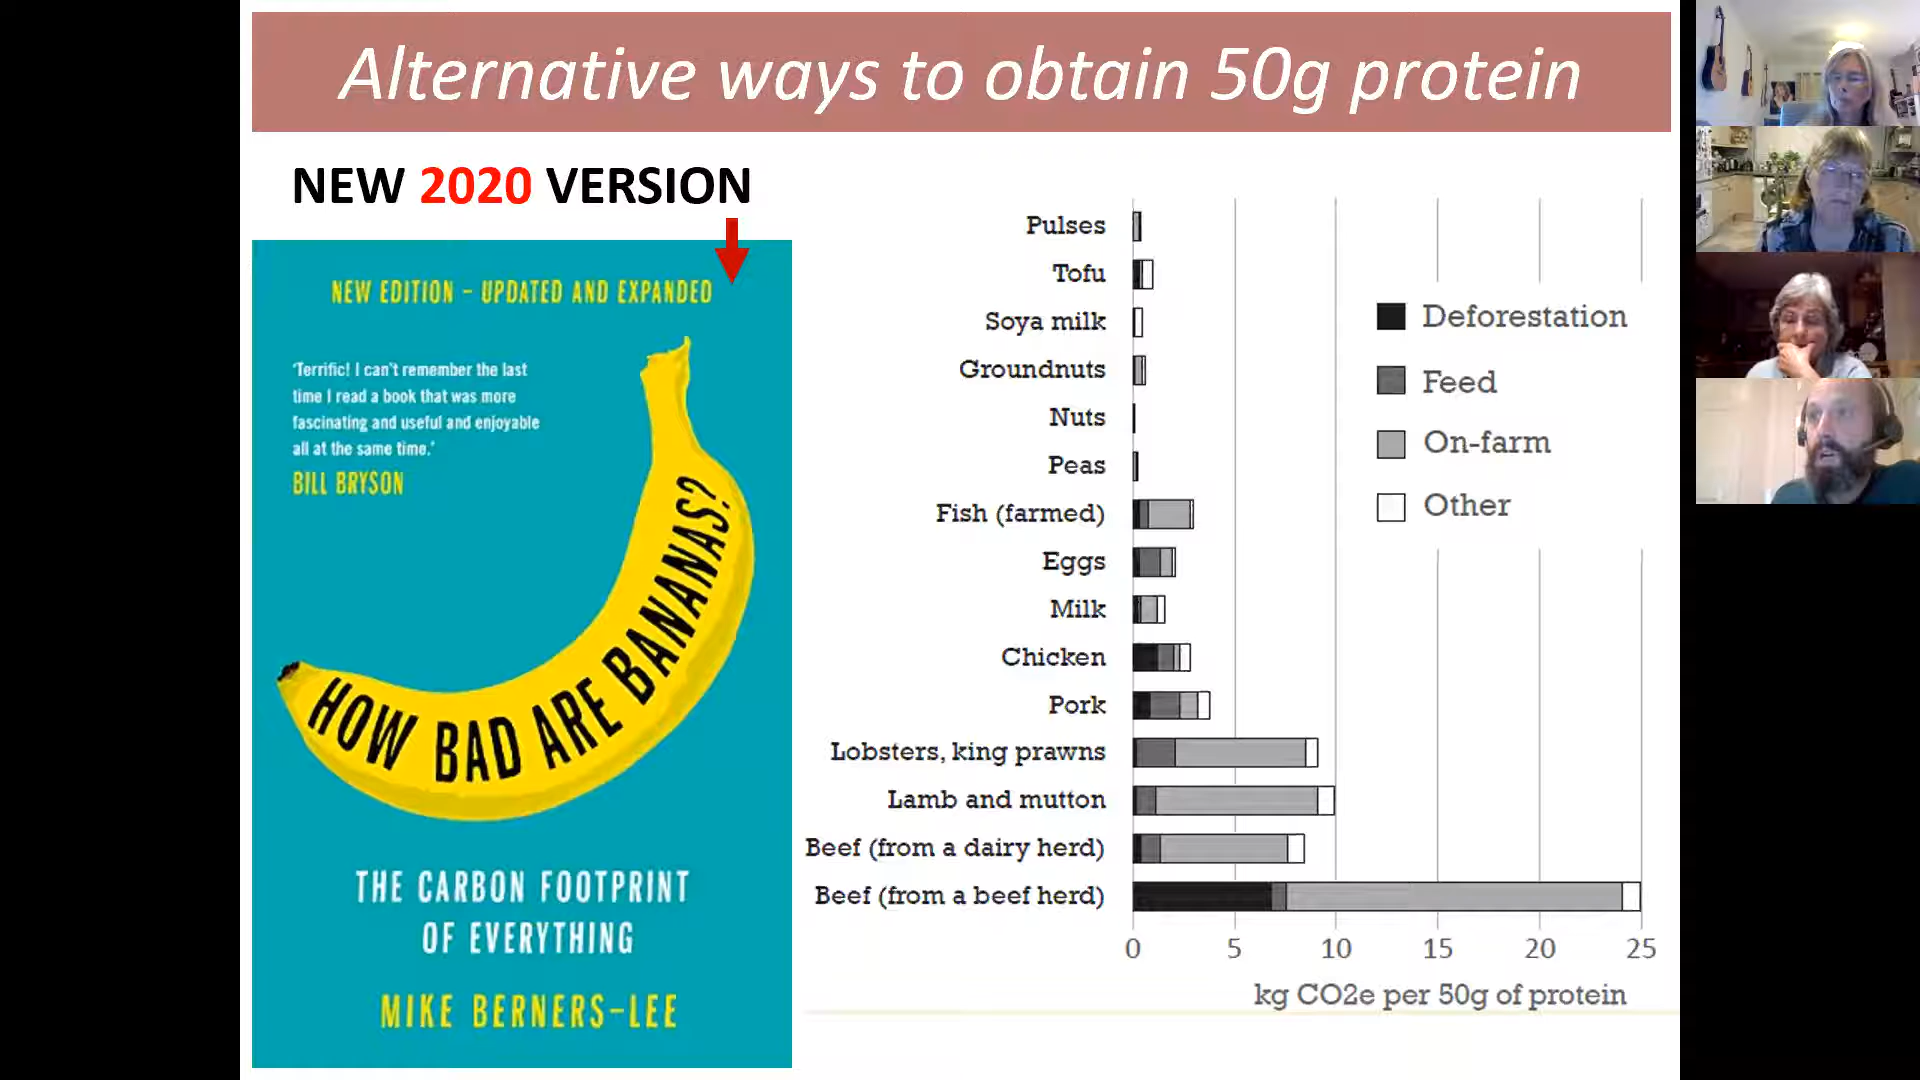 Alternative ways to obtain 50g protein
NEW 2020 VERSION
NEW EDITION – UPDATED AND EXPANDED
'Terrific! I can't remember the last
time I read a book that was more
fascinating and useful and enjoyable
all at the same time.'
BILL BRYSON
HOW BAD ARE BANANAS?
THE CARBON FOOTPRINT
OF EVERYTHING
MIKE BERNERS-LEE
Pulses
Tofu
Soya milk
Groundnuts
Nuts
Peas
Fish (farmed)
Eggs
Milk
Chicken
Pork
Lobsters, king prawns
Lamb and mutton
Beef (from a dairy herd)
Beef (from a beef herd)
0 5 10 15 20 25
kg CO2e per 50g of protein
Deforestation
Feed
On-farm
Other